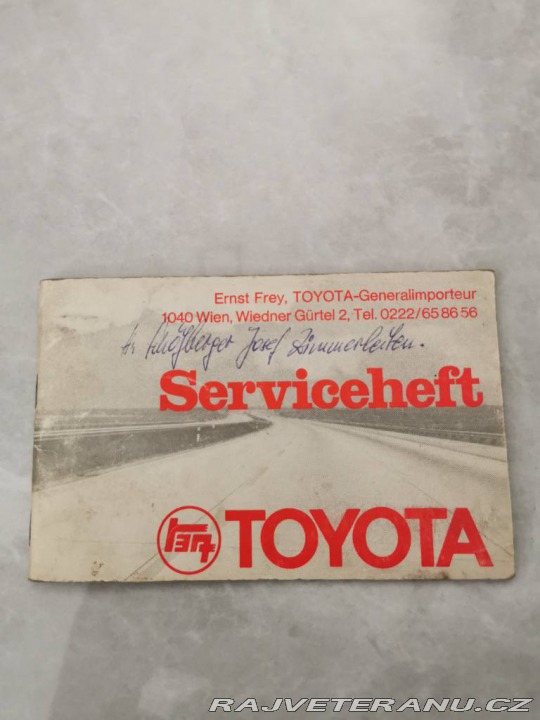 Ernst Frey, TOYOTA-Generalimporteur
1040 Wien, Wiedner Gürtel 2, Tel. 0222/65 86 56
Josef
Serviceheft
TOYOTA
RAJVETERANU.CZ